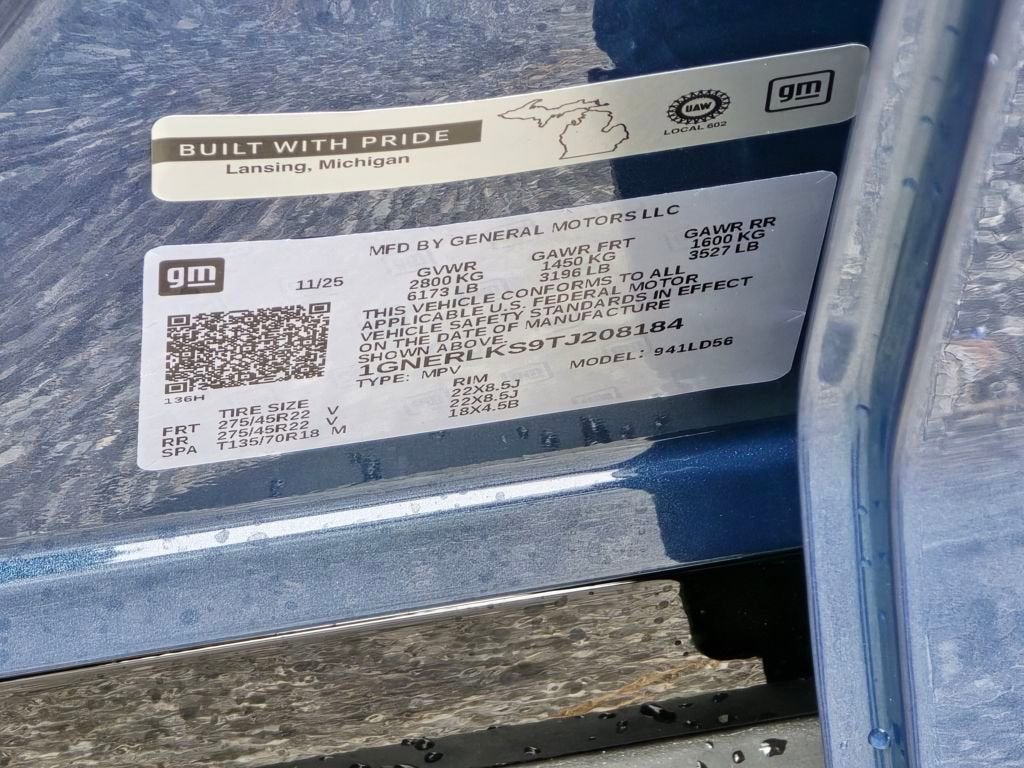 BUILT WITH PRIDE
Lansing, Michigan
UAW
LOCAL 602
gm
gm
MFD BY GENERAL MOTORS LLC
11/25
GVWR GAWR FRT GAWR RR
2800 KG 1450 KG 1600 KG
6173 LB 3196 LB 3527 LB
THIS VEHICLE CONFORMS TO ALL
APPLICABLE U.S. FEDERAL MOTOR
VEHICLE SAFETY STANDARDS IN EFFECT
ON THE DATE OF MANUFACTURE
SHOWN ABOVE.
1GNERLKS9TJ208184
TYPE: MPV MODEL: 941LD56
136H
TIRE SIZE RIM
FRT 275/45R22 V 22X8.5J
RR 275/45R22 V 22X8.5J
SPA T135/70R18 M 18X4.5B